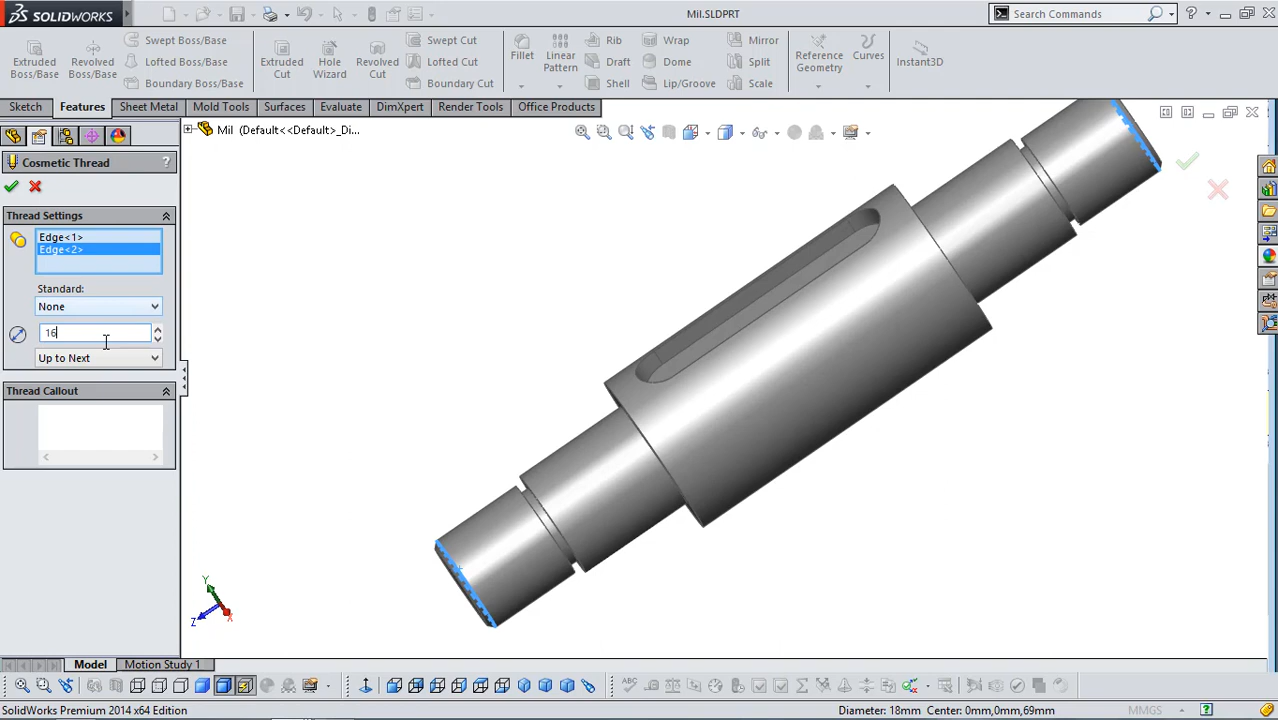 SOLIDWORKS
Mil.SLDPRT
Search Commands
Extruded Boss/Base
Revolved Boss/Base
Swept Boss/Base
Lofted Boss/Base
Boundary Boss/Base
Extruded Cut
Hole Wizard
Revolved Cut
Swept Cut
Lofted Cut
Boundary Cut
Fillet
Linear Pattern
Rib
Draft
Shell
Wrap
Dome
Lip/Groove
Mirror
Split
Scale
Reference Geometry
Curves
Instant3D
Sketch
Features
Sheet Metal
Mold Tools
Surfaces
Evaluate
DimXpert
Render Tools
Office Products
Mil (Default<<Default>_Di...
Cosmetic Thread
?
Thread Settings
Edge<1>
Edge<2>
Standard:
None
16
Up to Next
Thread Callout
Y
Z
X
Model
Motion Study 1
SolidWorks Premium 2014 x64 Edition
Diameter: 18mm Center: 0mm,0mm,69mm
MMGS
?